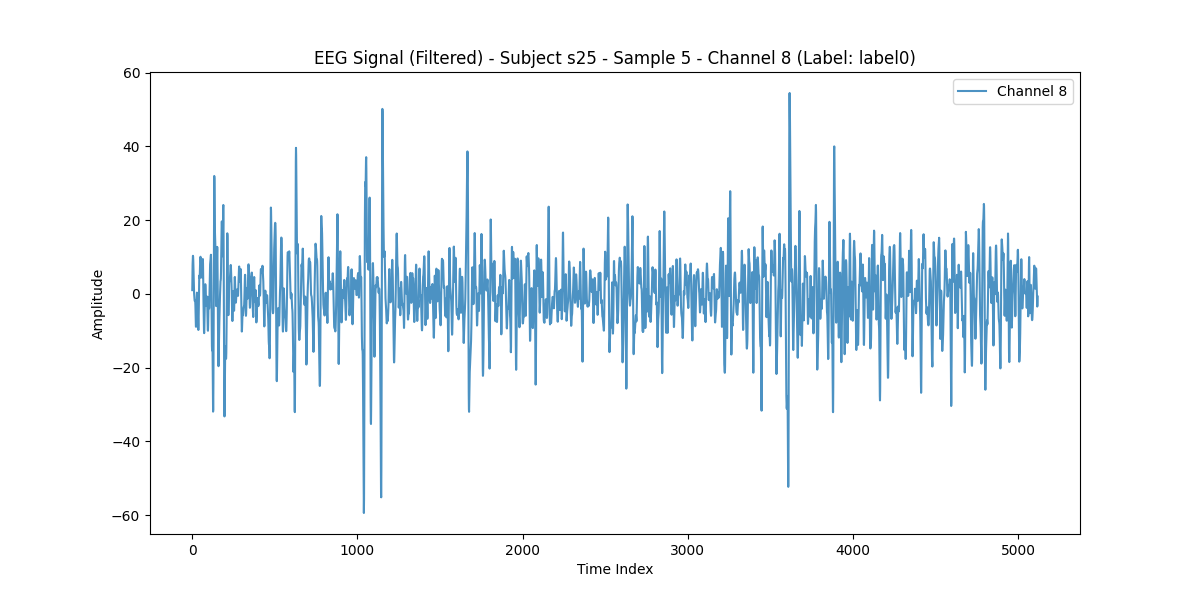 EEG Signal (Filtered) - Subject s25 - Sample 5 - Channel 8 (Label: label0)
Channel 8
Amplitude
60
40
20
0
−20
−40
−60
0 1000 2000 3000 4000 5000
Time Index